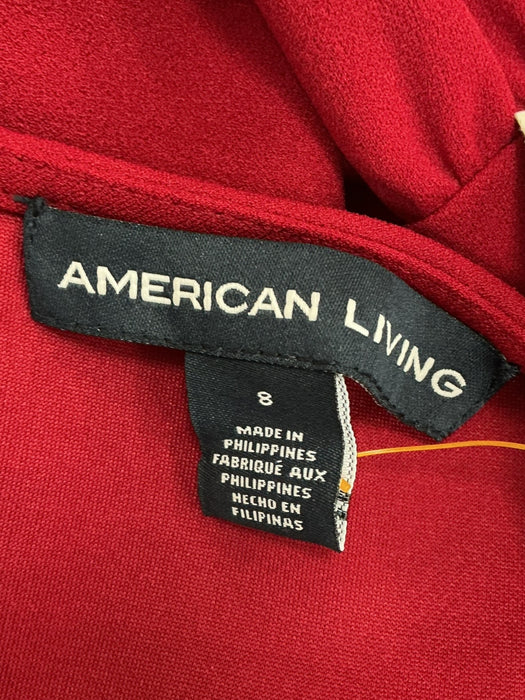 AMERICAN LIVING
8
MADE IN
PHILIPPINES
FABRIQUÉ AUX
PHILIPPINES
HECHO EN
FILIPINAS